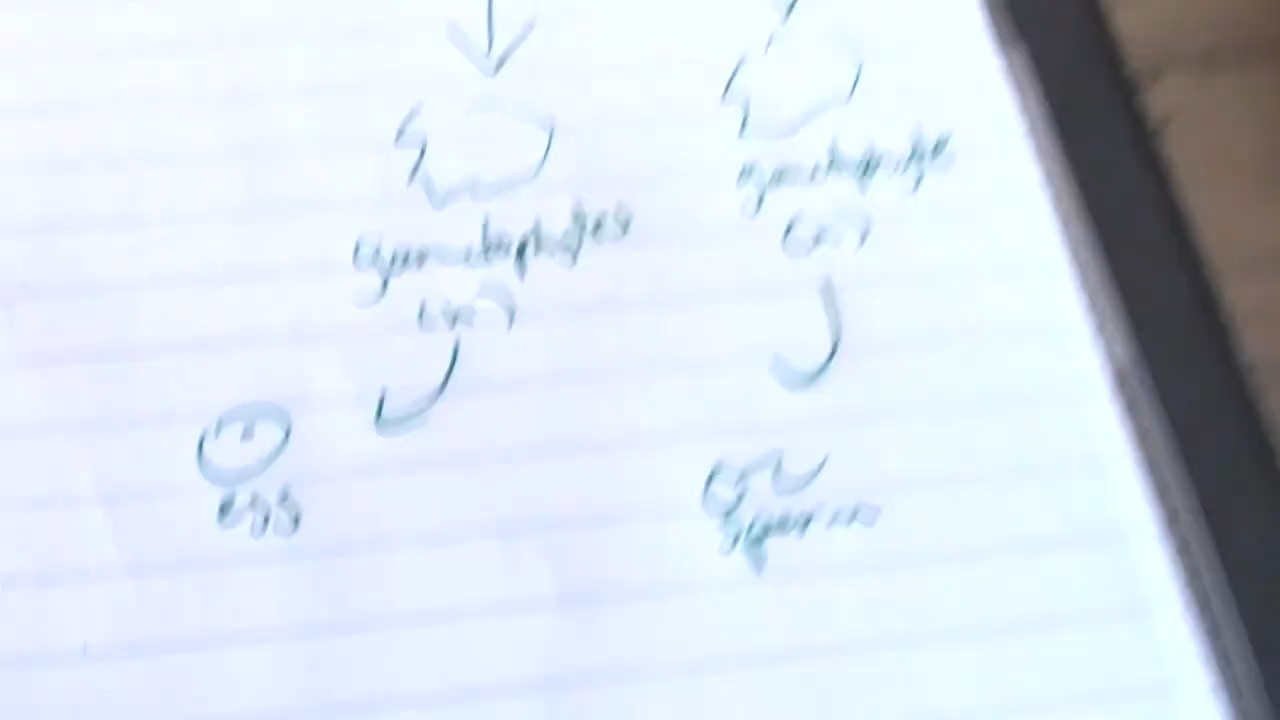 gametophytes
(n)
gametophyte
(n)
egg
sperm